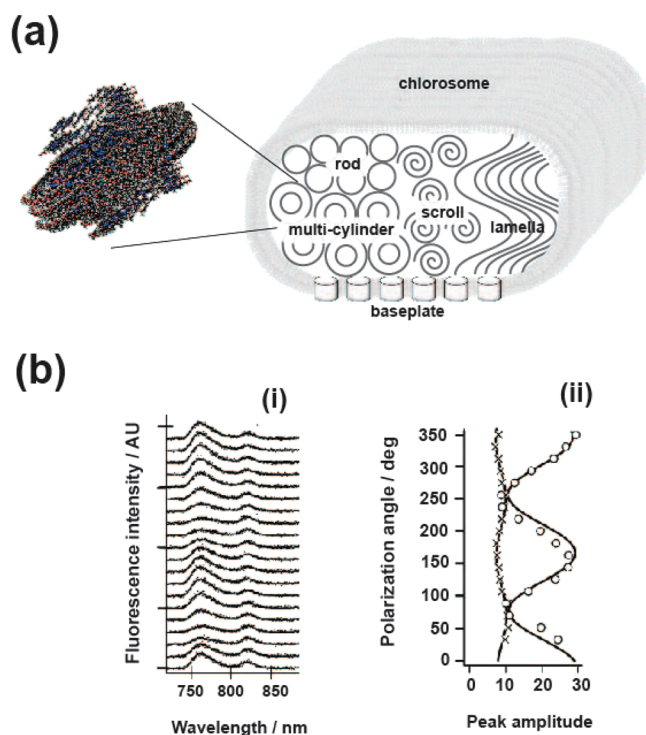 (a)
chlorosome
rod
scroll
multi-cylinder
lamella
baseplate
(b)
(i)
(ii)
Fluorescence intensity / AU
750 800 850
Wavelength / nm
Polarization angle / deg
350
300
250
200
150
100
50
0
0 10 20 30
Peak amplitude